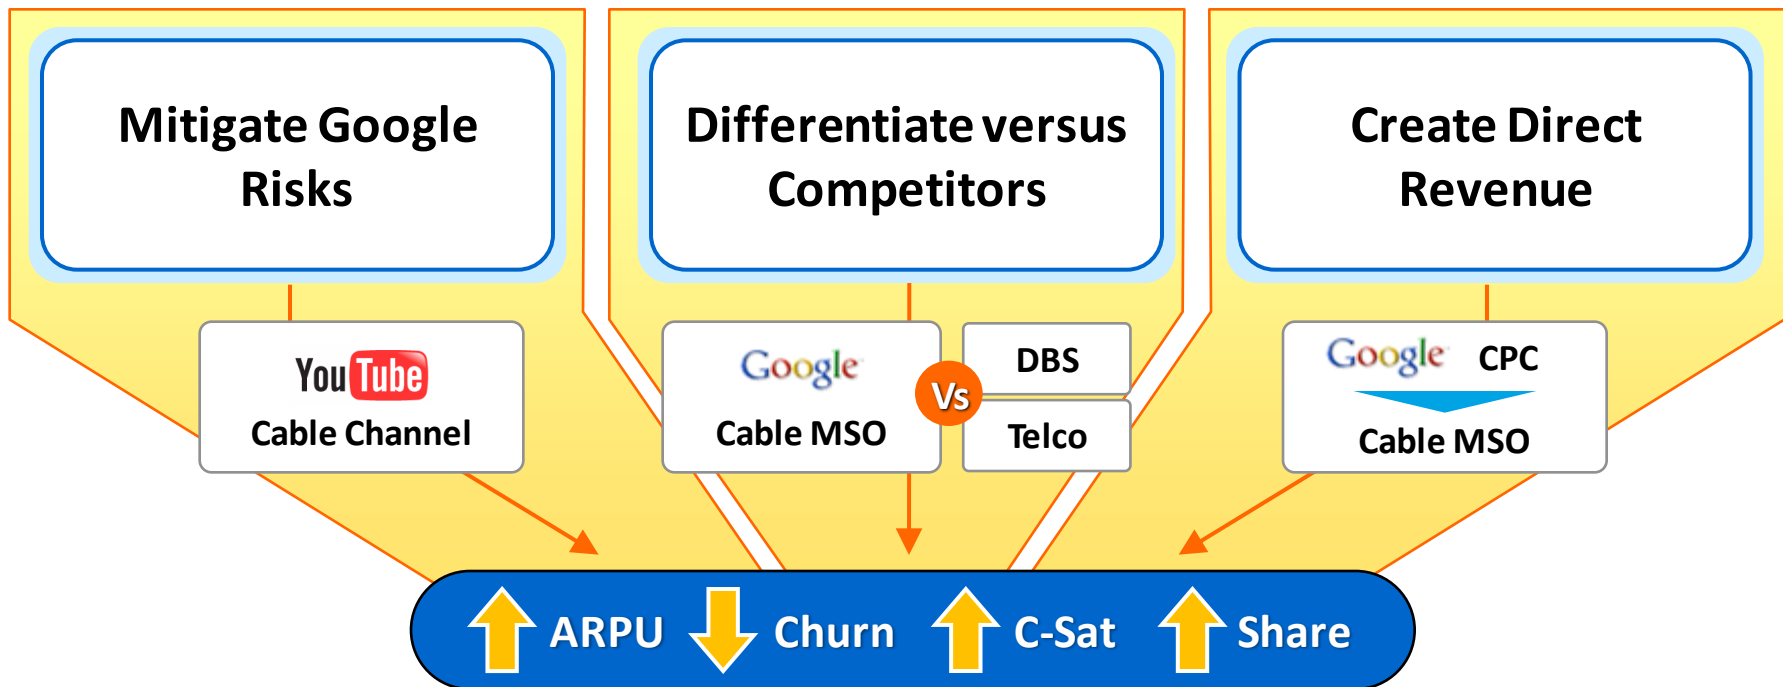 Mitigate Google
Risks
Differentiate versus
Competitors
Create Direct
Revenue
YouTube
Cable Channel
Google
Cable MSO
Vs
DBS
Telco
Google CPC
Cable MSO
ARPU
Churn
C-Sat
Share